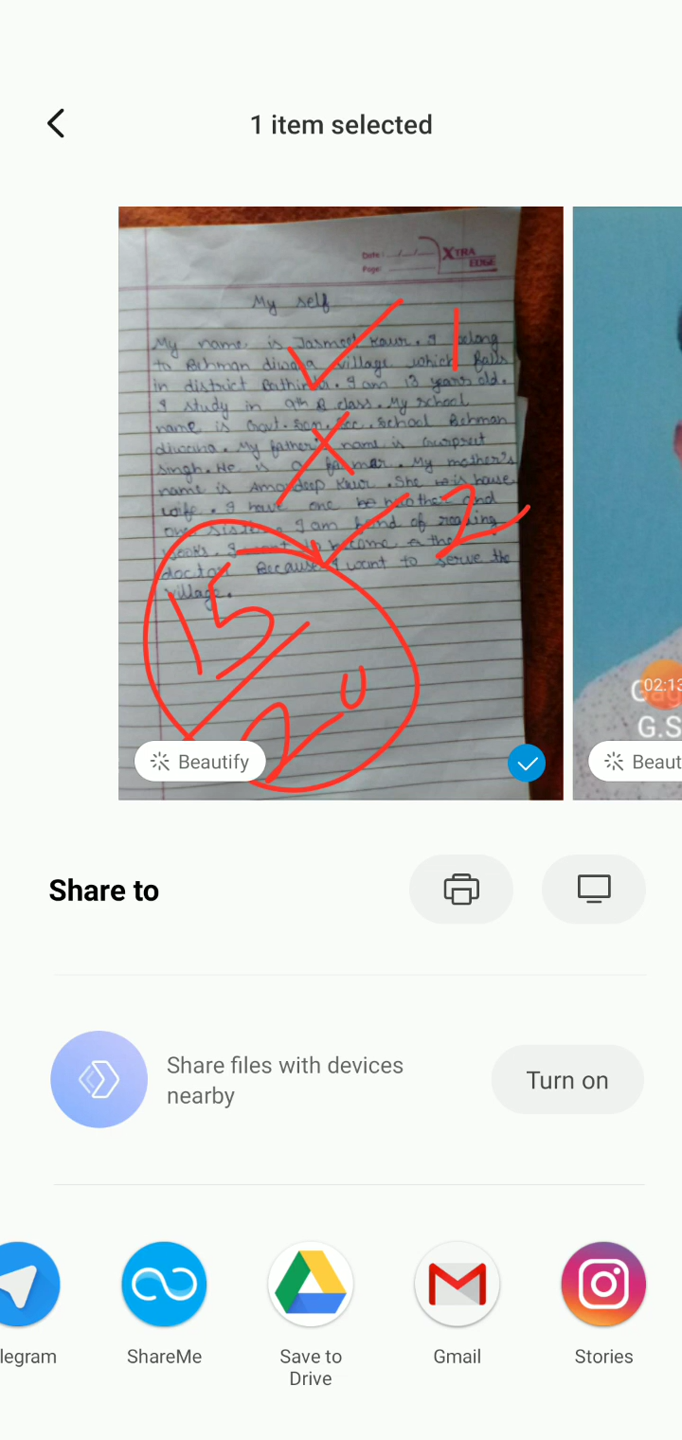 1 item selected
Date : / /
Page:
XTRA
EDGE
My self
My name is Jasmeet Kaur. I belong
to Behman diwana village which falls
in district Bathinda. I am 13 years old.
I study in 9th B class. My school
name is Govt. Sen. Sec. School Behman
diwana. My father's name is Gurpreet
singh. He is a farmar. My mother's
name is Amandeep Kaur. She is house
wife. I have one brother and
one sister. I am fond of reading
books. I want to become a the
doctor Because I want to serve the
village.
1
2
15/20
Beautify
02:13
G.S
Beaut
Share to
Share files with devices
nearby
Turn on
legram
ShareMe
Save to
Drive
Gmail
Stories